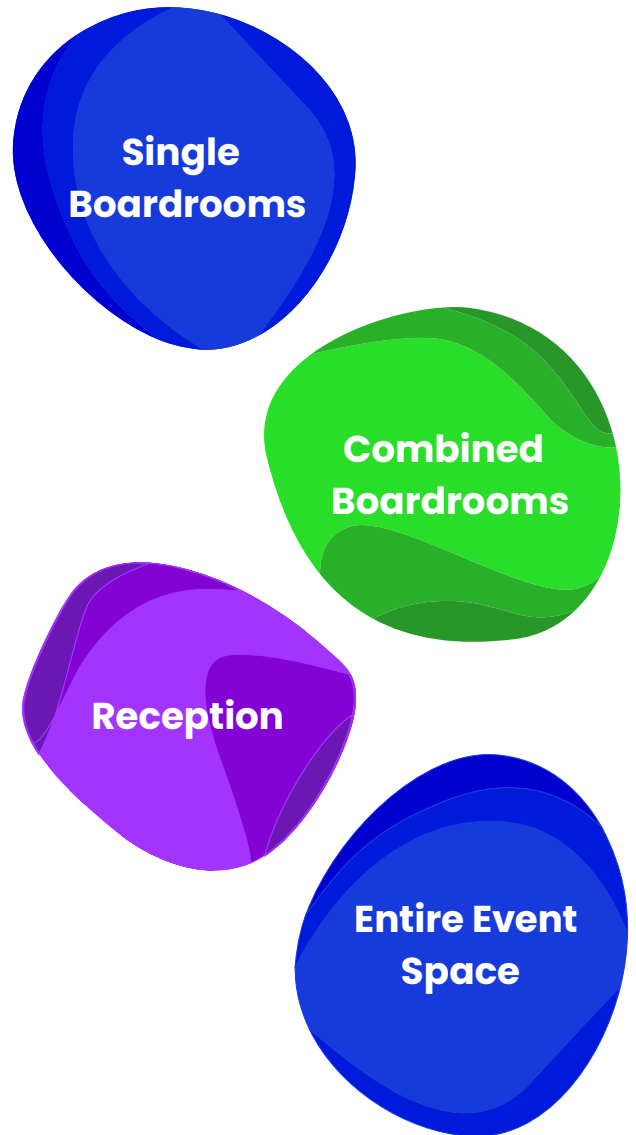 Single
Boardrooms
Combined
Boardrooms
Reception
Entire Event
Space